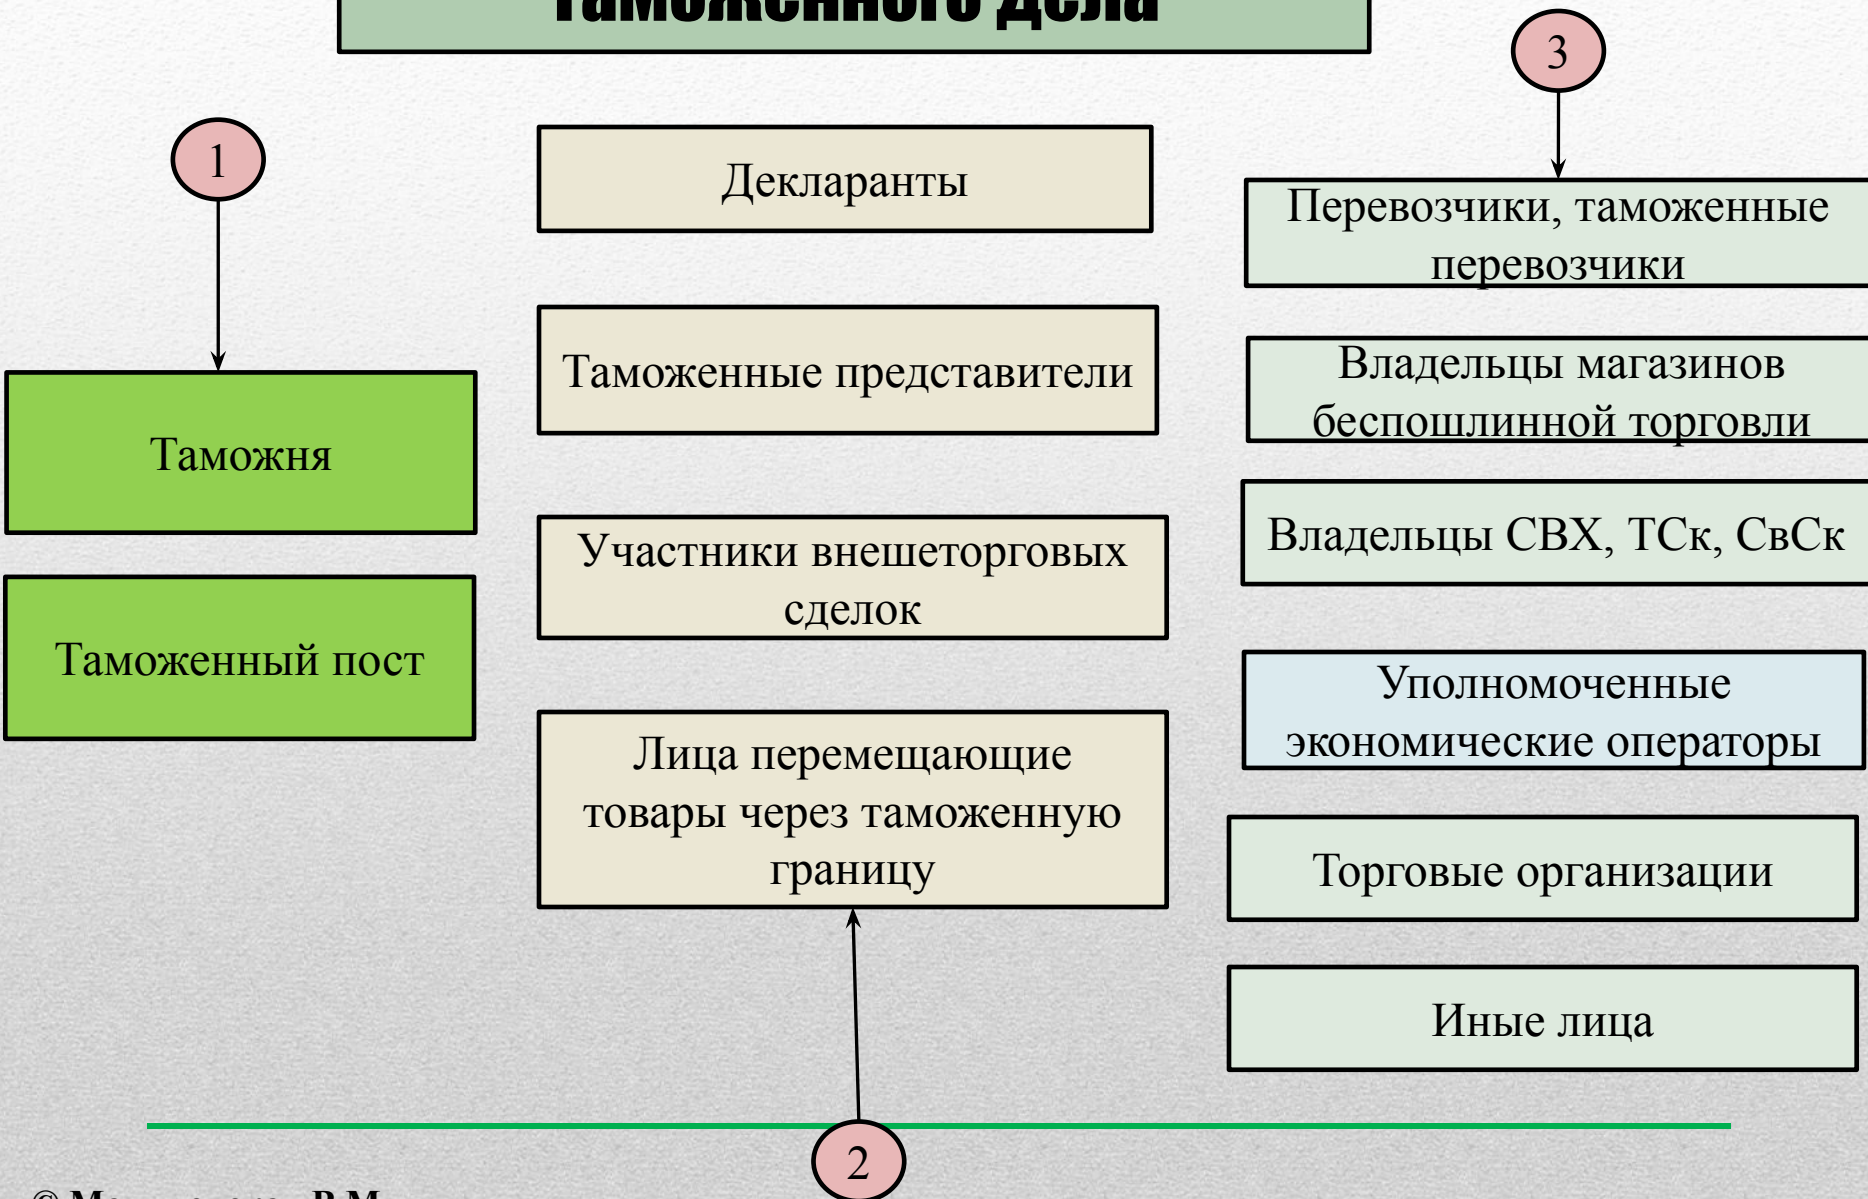 таможенного дела
3
1
Декларанты
Перевозчики, таможенные
перевозчики
Таможенные представители
Владельцы магазинов
беспошлинной торговли
Таможня
Владельцы СВХ, ТСк, СвСк
Участники внешеторговых
сделок
Таможенный пост
Уполномоченные
экономические операторы
Лица перемещающие
товары через таможенную
границу
Торговые организации
Иные лица
2